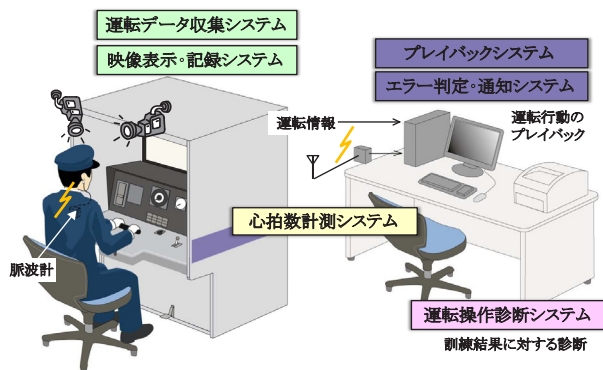 運転データ収集システム
映像表示・記録システム
プレイバックシステム
エラー判定・通知システム
運転情報
運転行動の
プレイバック
心拍数計測システム
脈波計
運転操作診断システム
訓練結果に対する診断